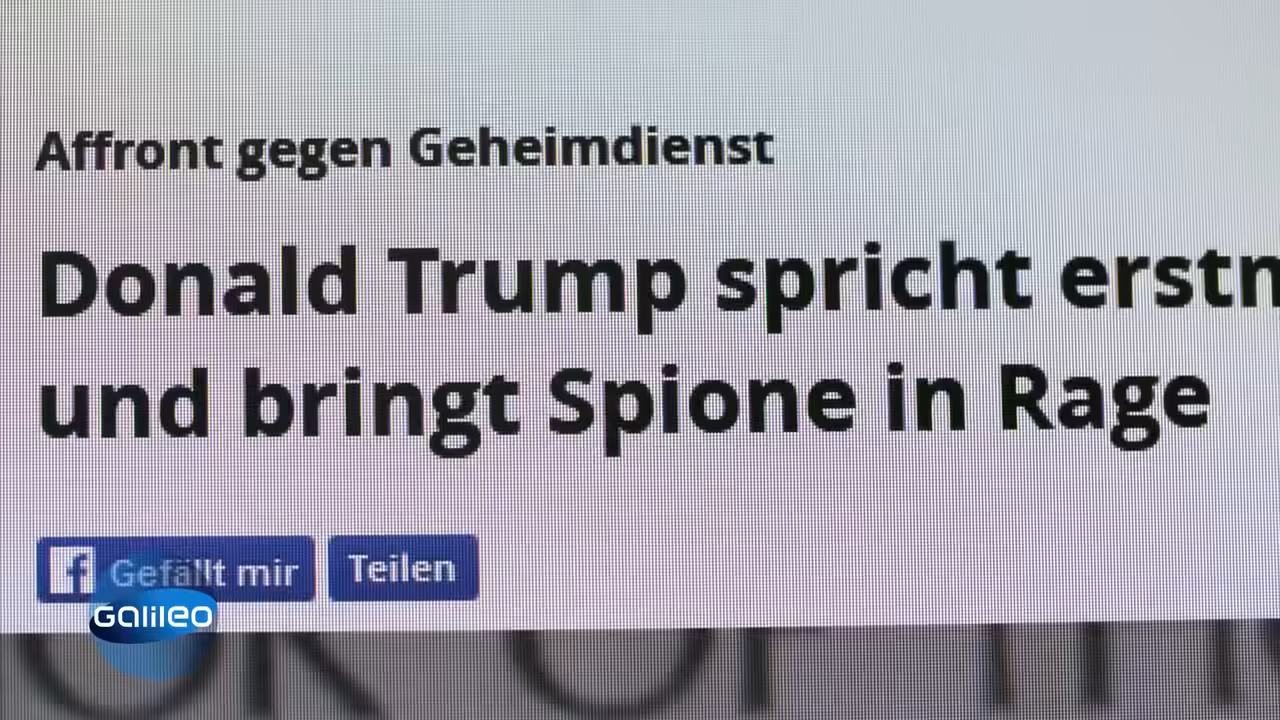 Affront gegen Geheimdienst
Donald Trump spricht erstm
und bringt Spione in Rage
Gefällt mir
Teilen
Galileo